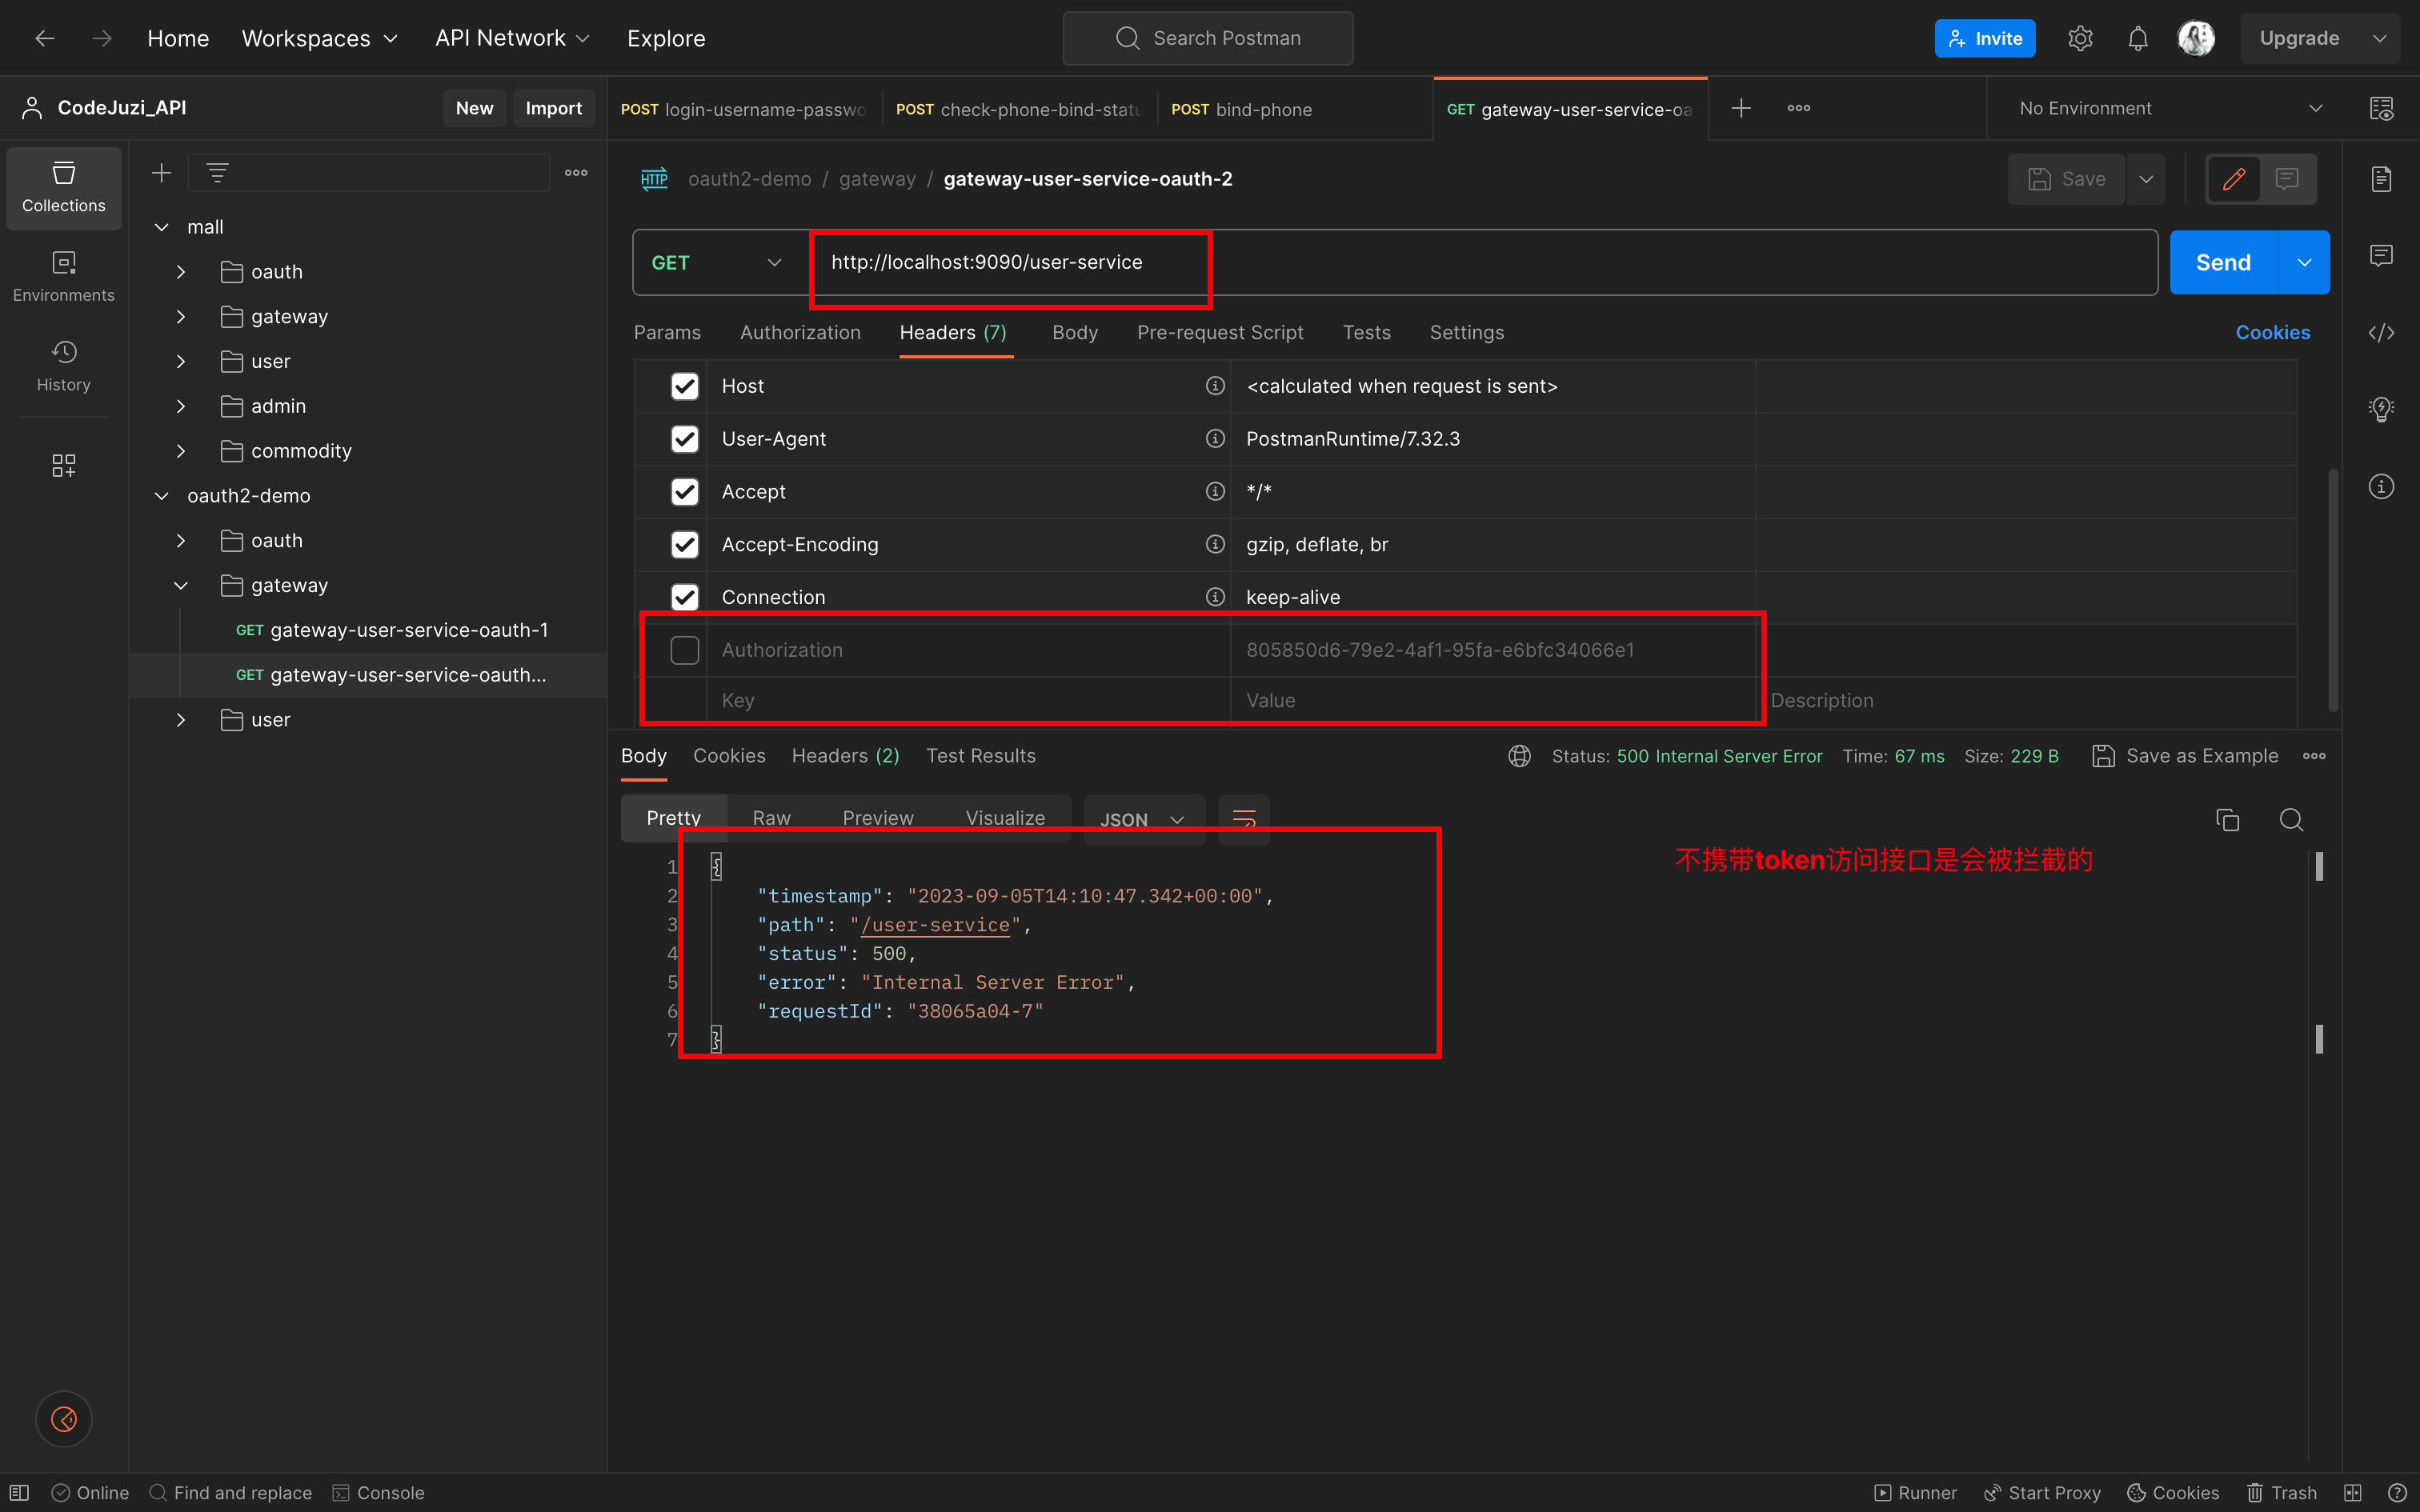 Home Workspaces API Network Explore Search Postman Invite Upgrade
CodeJuzi_API New Import POST login-username-passwo POST check-phone-bind-statu POST bind-phone GET gateway-user-service-oa No Environment
Collections
Environments
History
mall
oauth
gateway
user
admin
commodity
oauth2-demo
oauth
gateway
GET gateway-user-service-oauth-1
GET gateway-user-service-oauth...
user
HTTP oauth2-demo / gateway / gateway-user-service-oauth-2 Save
GET http://localhost:9090/user-service Send
Params Authorization Headers (7) Body Pre-request Script Tests Settings Cookies
Host <calculated when request is sent>
User-Agent PostmanRuntime/7.32.3
Accept */*
Accept-Encoding gzip, deflate, br
Connection keep-alive
Authorization 805850d6-79e2-4af1-95fa-e6bfc34066e1
Key Value Description
Body Cookies Headers (2) Test Results Status: 500 Internal Server Error Time: 67 ms Size: 229 B Save as Example
Pretty Raw Preview Visualize JSON
不携带token访问接口是会被拦截的
1 {
2 "timestamp": "2023-09-05T14:10:47.342+00:00",
3 "path": "/user-service",
4 "status": 500,
5 "error": "Internal Server Error",
6 "requestId": "38065a04-7"
7 }
Online Find and replace Console Runner Start Proxy Cookies Trash